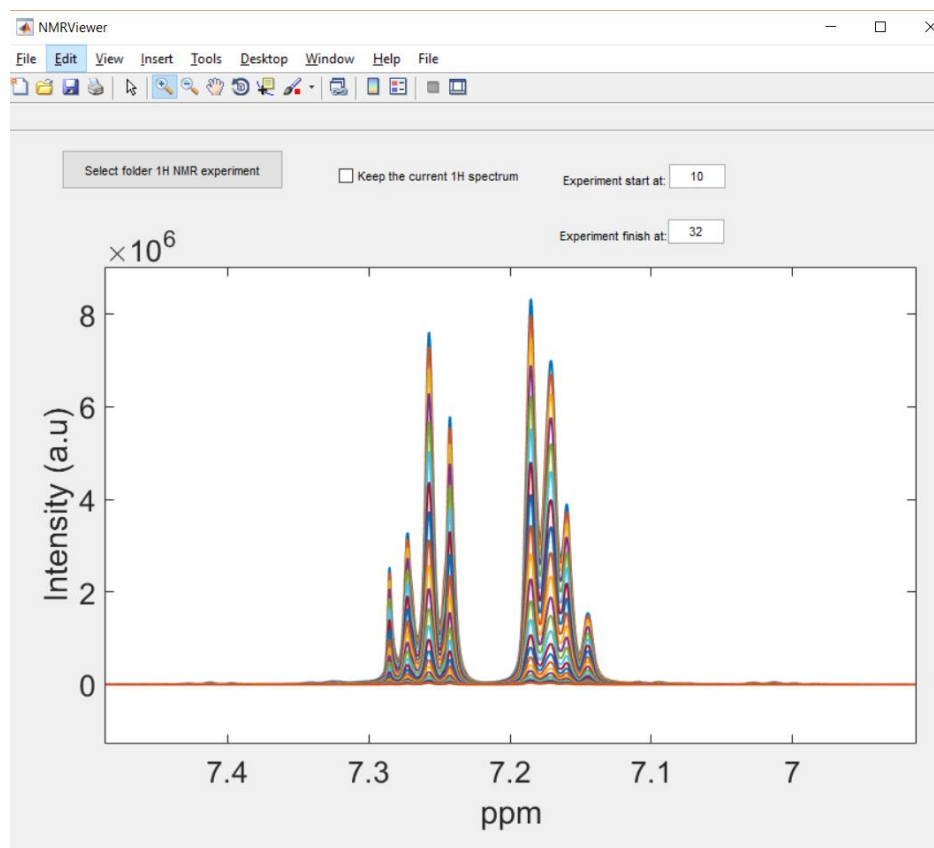 NMRViewer
File Edit View Insert Tools Desktop Window Help File
Select folder 1H NMR experiment
Keep the current 1H spectrum
Experiment start at: 10
Experiment finish at: 32
×10⁶
8
6
4
2
0
Intensity (a.u)
7.4 7.3 7.2 7.1 7
ppm